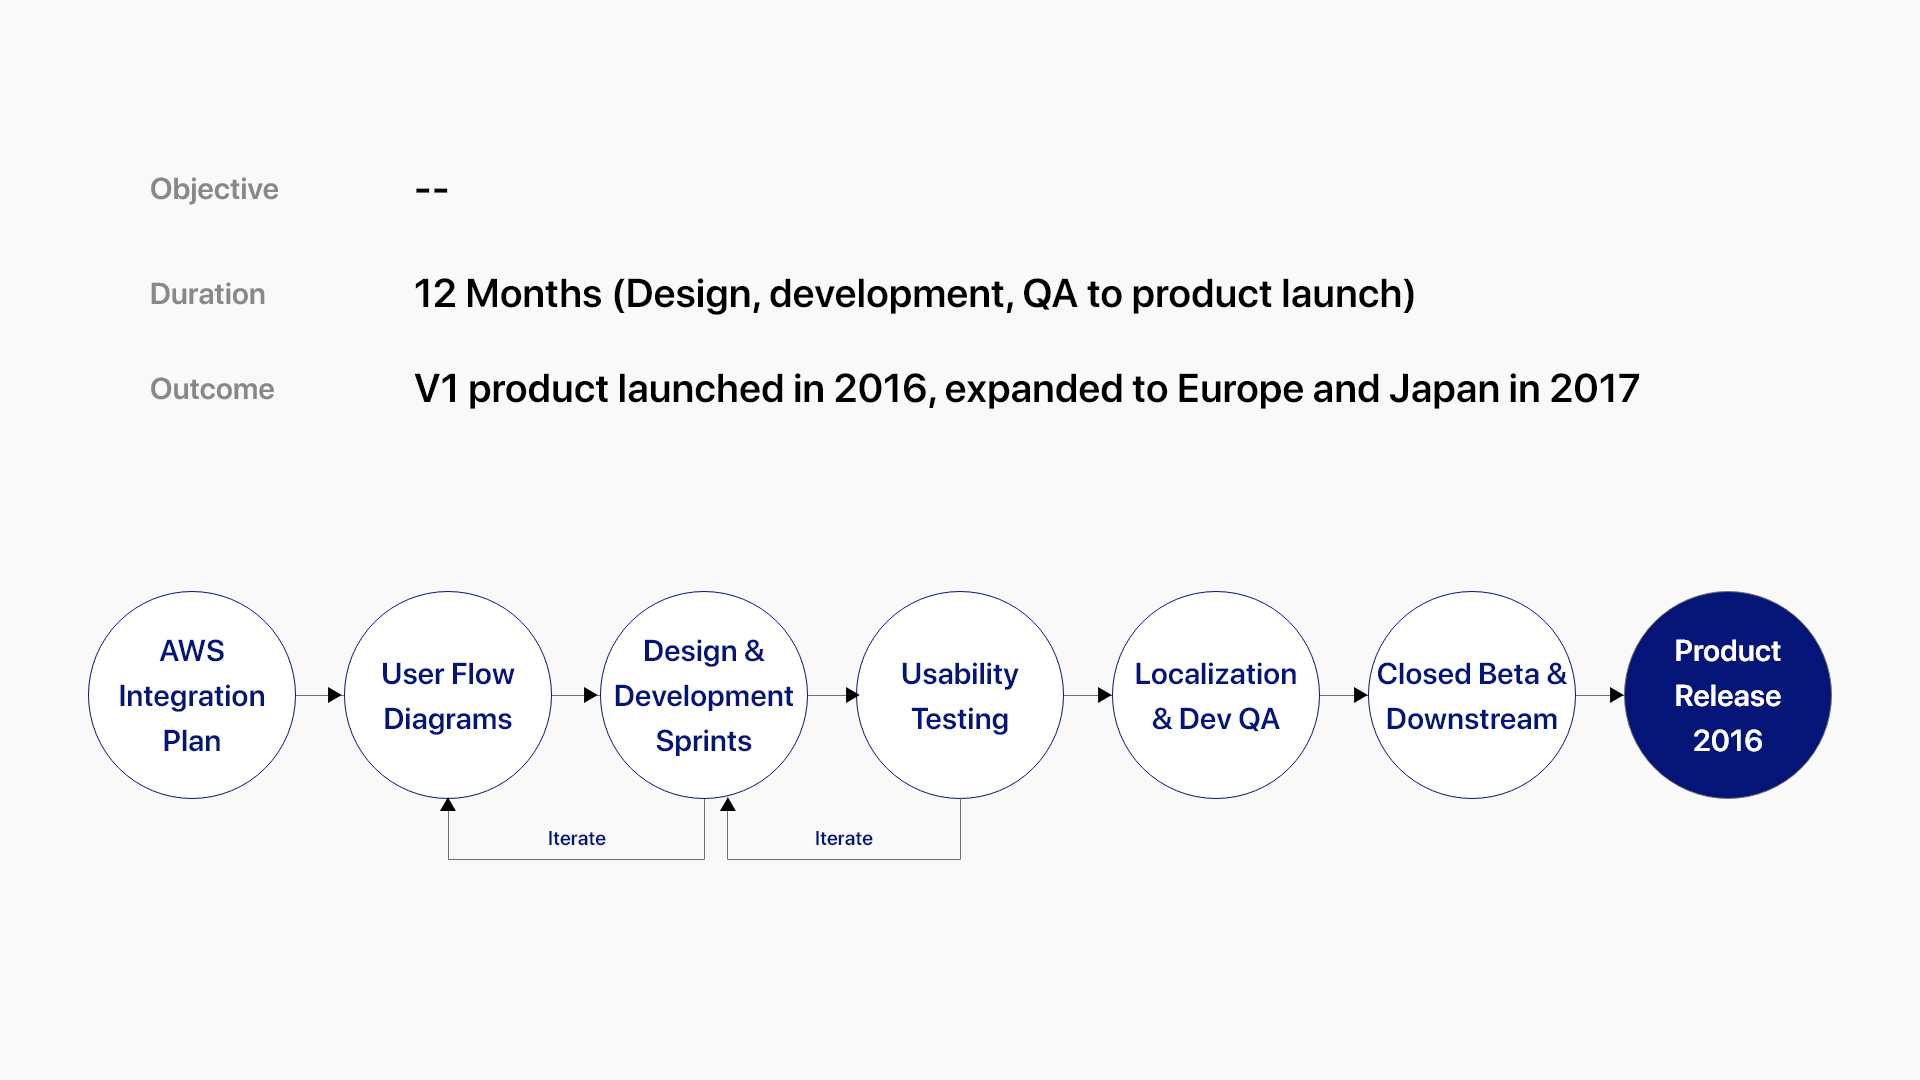 Objective
--
Duration
12 Months (Design, development, QA to product launch)
Outcome
V1 product launched in 2016, expanded to Europe and Japan in 2017
AWS
Integration
Plan
User Flow
Diagrams
Design &
Development
Sprints
Usability
Testing
Localization
& Dev QA
Closed Beta &
Downstream
Product
Release
2016
Iterate
Iterate